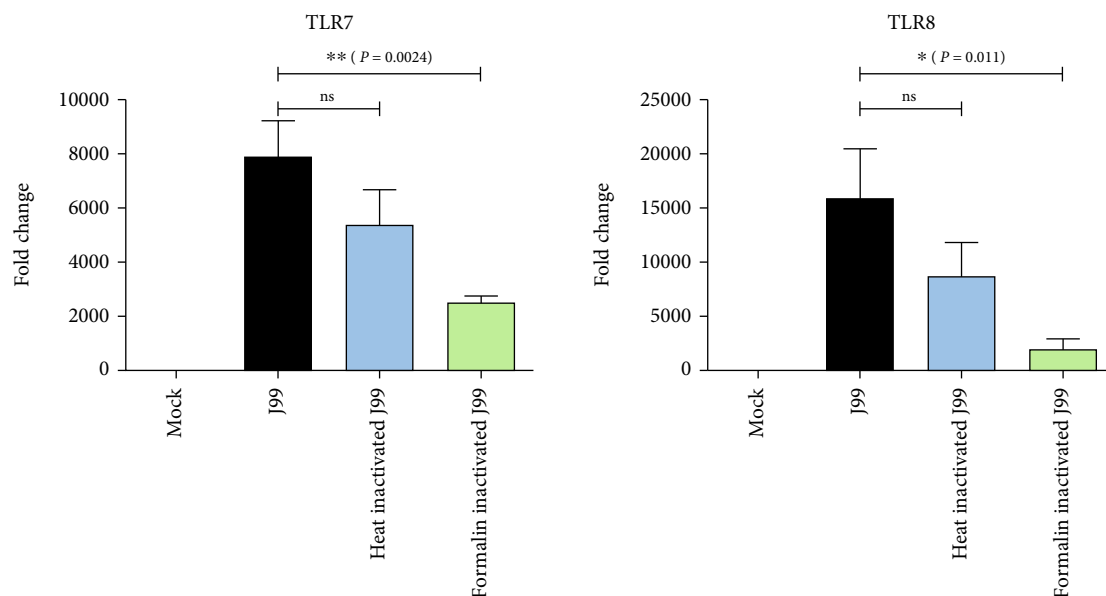 TLR7
** ( P = 0.0024)
ns
Fold change
10000
8000
6000
4000
2000
0
Mock
J99
Heat inactivated J99
Formalin inactivated J99
TLR8
* ( P = 0.011)
ns
Fold change
25000
20000
15000
10000
5000
0
Mock
J99
Heat inactivated J99
Formalin inactivated J99